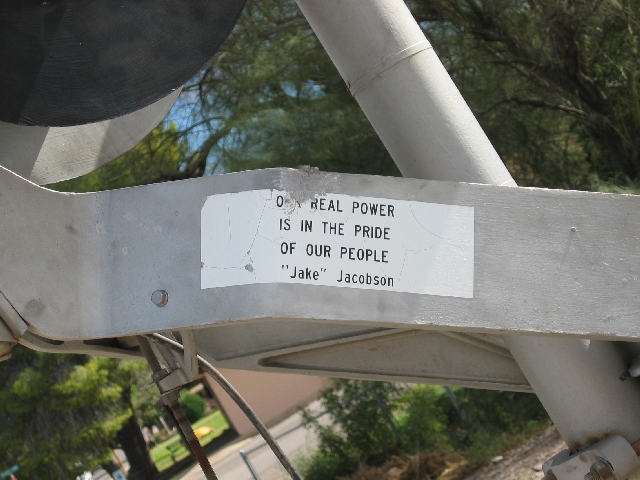 REAL POWER
IS IN THE PRIDE
OF OUR PEOPLE
"Jake" Jacobson